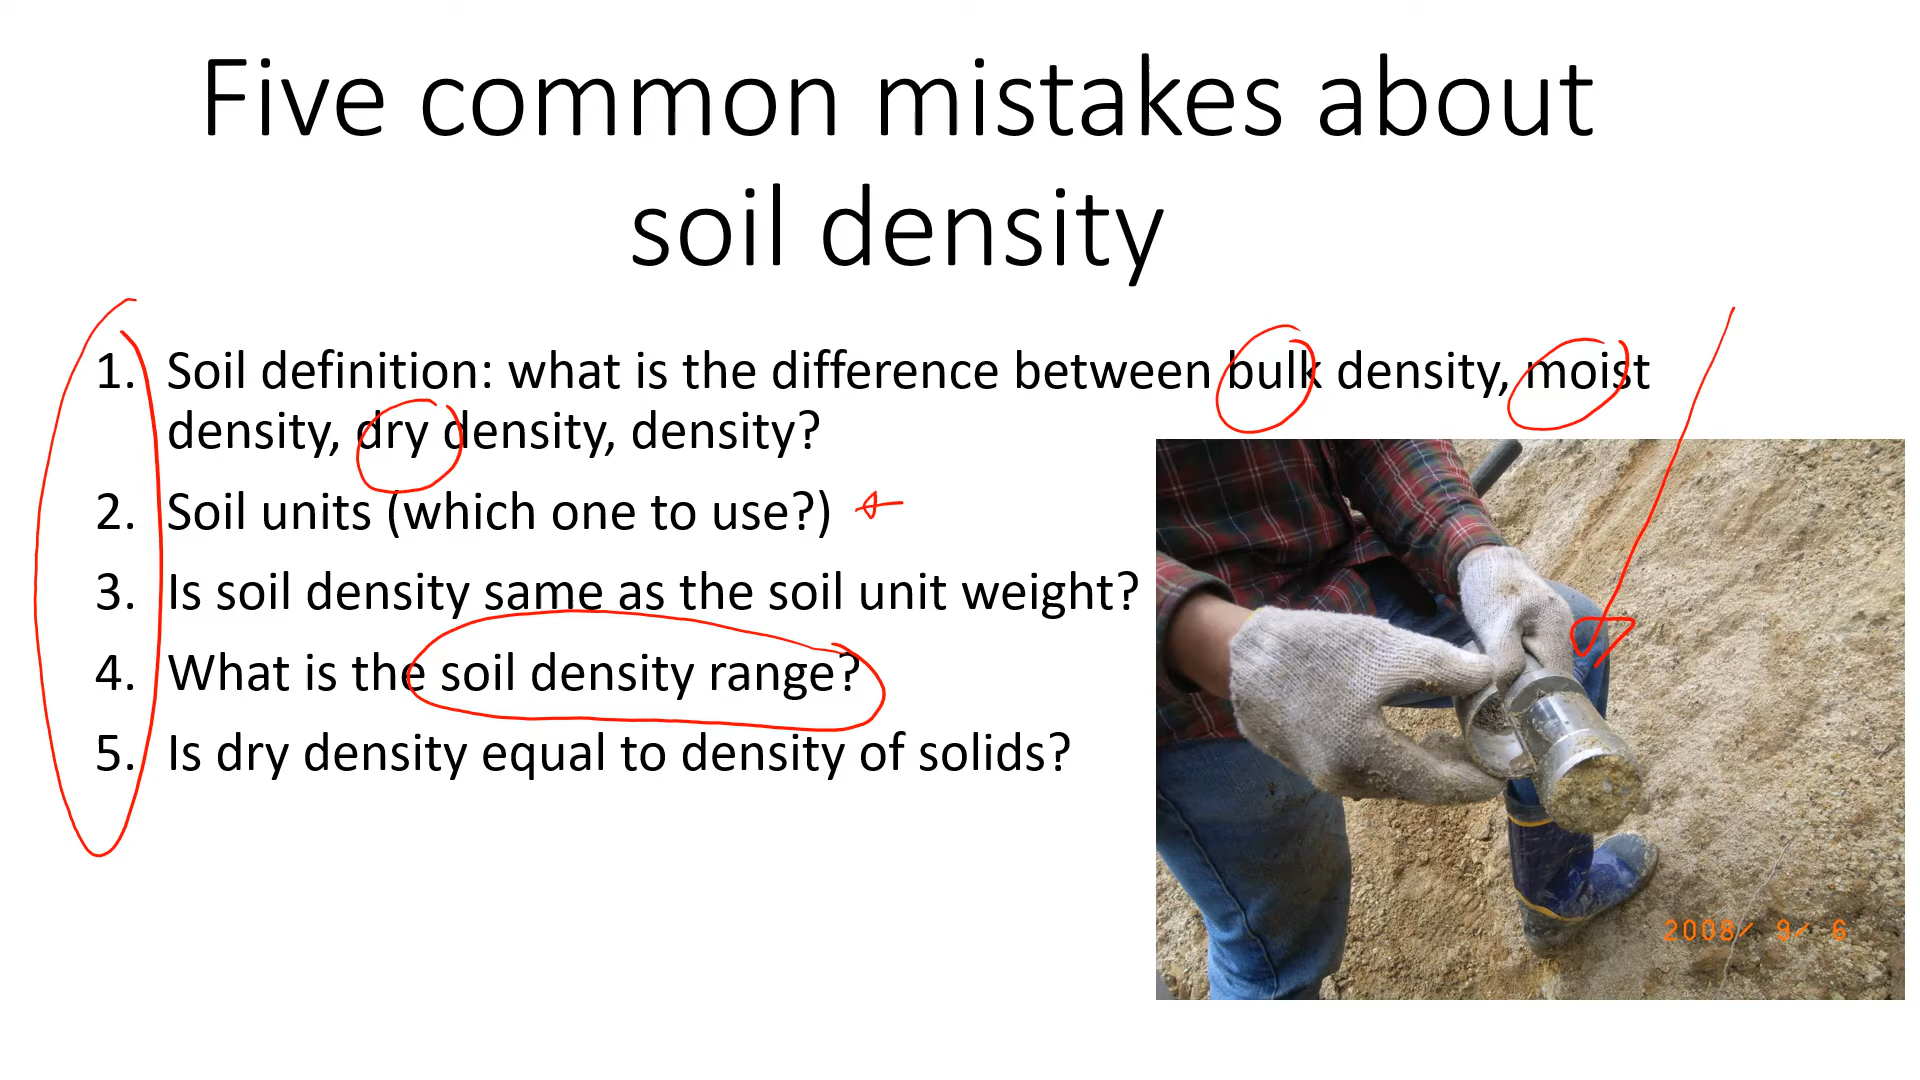 Five common mistakes about
soil density
1. Soil definition: what is the difference between bulk density, moist
density, dry density, density?
2. Soil units (which one to use?)
3. Is soil density same as the soil unit weight?
4. What is the soil density range?
5. Is dry density equal to density of solids?
2008/ 9/ 6